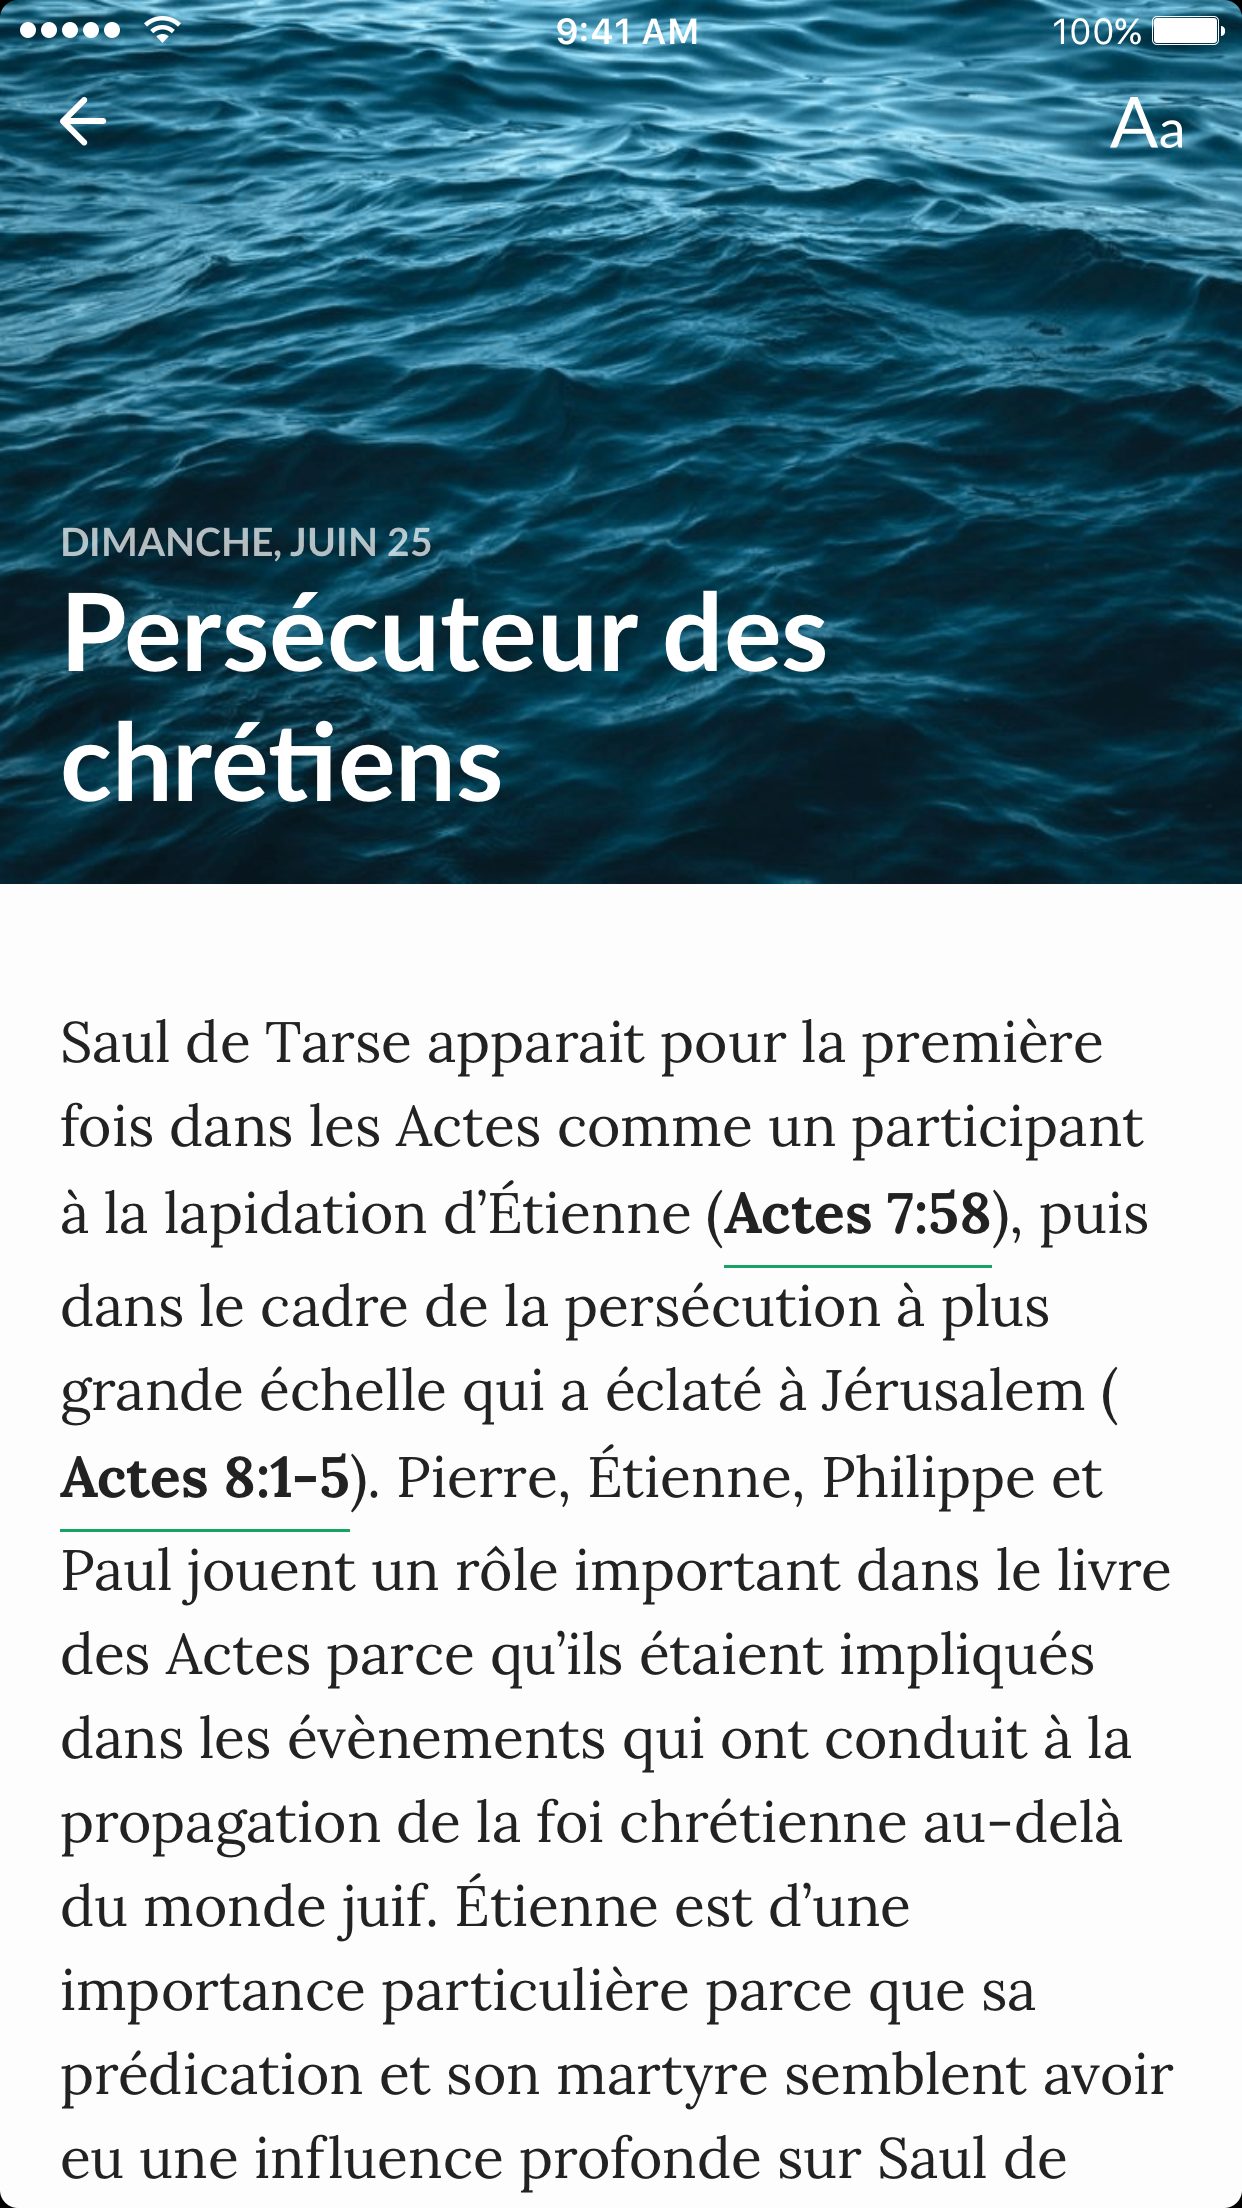 9:41 AM
100%
Aa
DIMANCHE, JUIN 25
Persécuteur des
chrétiens
Saul de Tarse apparait pour la première
fois dans les Actes comme un participant
à la lapidation d’Étienne (Actes 7:58), puis
dans le cadre de la persécution à plus
grande échelle qui a éclaté à Jérusalem (
Actes 8:1-5). Pierre, Étienne, Philippe et
Paul jouent un rôle important dans le livre
des Actes parce qu’ils étaient impliqués
dans les évènements qui ont conduit à la
propagation de la foi chrétienne au-delà
du monde juif. Étienne est d’une
importance particulière parce que sa
prédication et son martyre semblent avoir
eu une influence profonde sur Saul de